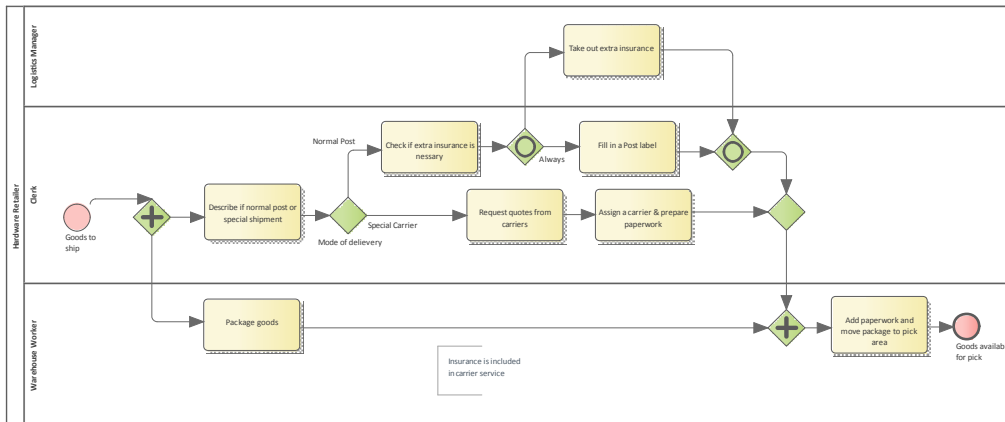 Hardware Retailer
Logistics Manager
Take out extra insurance
Clerk
Normal Post
Check if extra insurance is
nessary
Always
Fill in a Post label
Goods to
ship
Describe if normal post or
special shipment
Mode of delievery
Special Carrier
Request quotes from
carriers
Assign a carrier & prepare
paperwork
Warehouse Worker
Package goods
Insurance is included
in carrier service
Add paperwork and
move package to pick
area
Goods availab
for pick